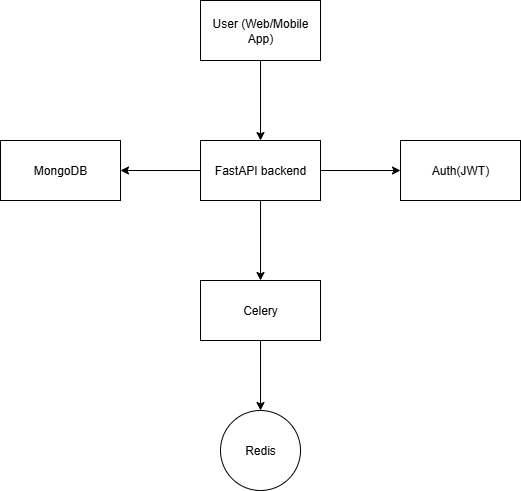 User (Web/Mobile
App)
MongoDB
FastAPI backend
Auth(JWT)
Celery
Redis